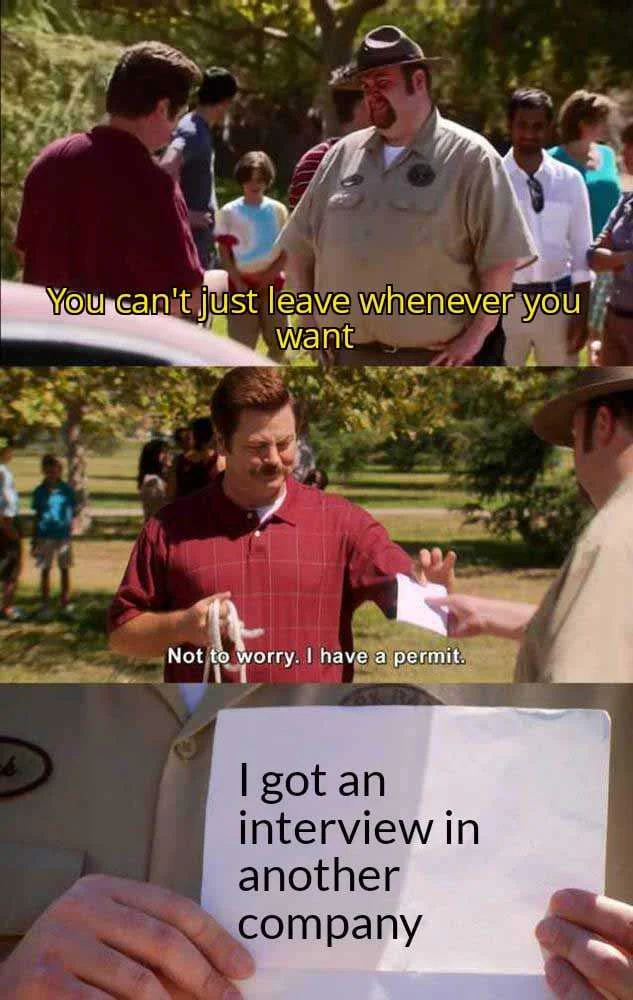 You can't just leave whenever you
want
Not to worry. I have a permit.
I got an
interview in
another
company